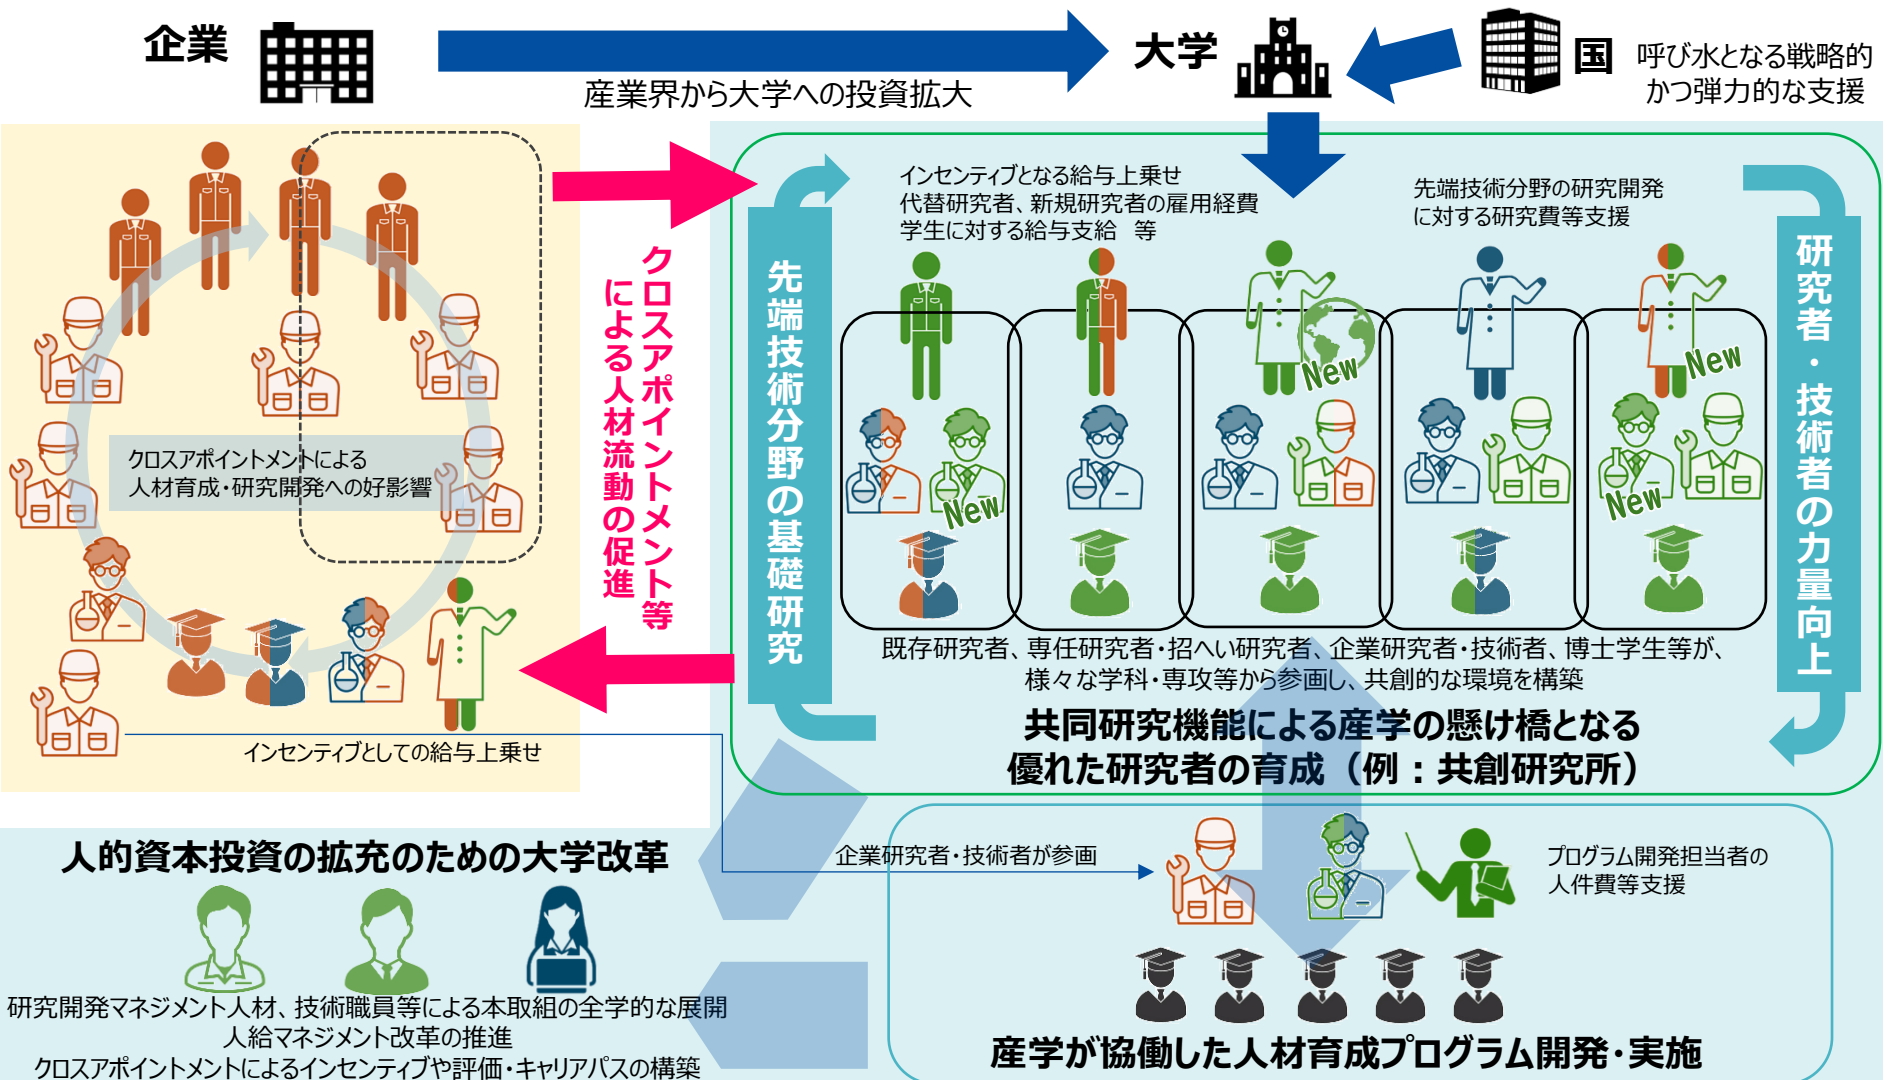 企業
産業界から大学への投資拡大
大学
国
呼び水となる戦略的
かつ弾力的な支援
クロスアポイントメントによる
人材育成・研究開発への好影響
インセンティブとしての給与上乗せ
クロスアポイントメント等
による人材流動の促進
先端技術分野の基礎研究
インセンティブとなる給与上乗せ
代替研究者、新規研究者の雇用経費
学生に対する給与支給 等
先端技術分野の研究開発
に対する研究費等支援
研究者・技術者の力量向上
New
New
New
New
既存研究者、専任研究者・招へい研究者、企業研究者・技術者、博士学生等が、
様々な学科・専攻等から参画し、共創的な環境を構築
共同研究機能による産学の懸け橋となる
優れた研究者の育成（例：共創研究所）
人的資本投資の拡充のための大学改革
研究開発マネジメント人材、技術職員等による本取組の全学的な展開
人給マネジメント改革の推進
クロスアポイントメントによるインセンティブや評価・キャリアパスの構築
企業研究者・技術者が参画
プログラム開発担当者の
人件費等支援
産学が協働した人材育成プログラム開発・実施